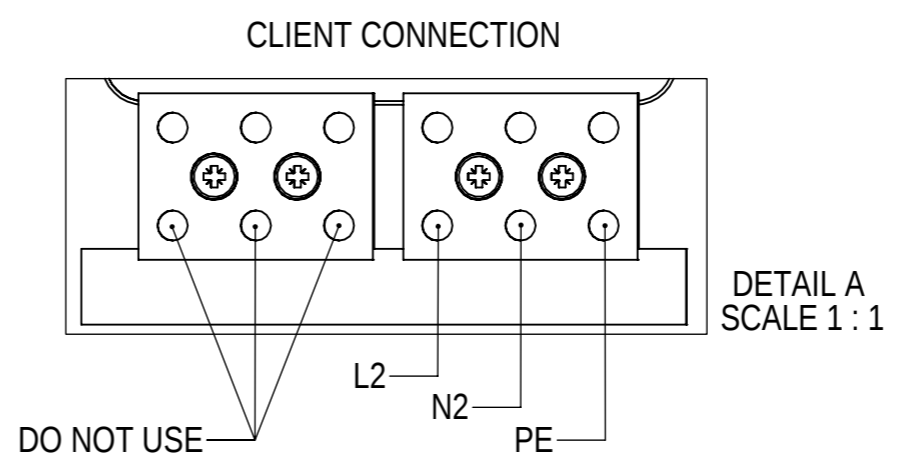 CLIENT CONNECTION
DETAIL A
SCALE 1 : 1
L2
N2
DO NOT USE
PE